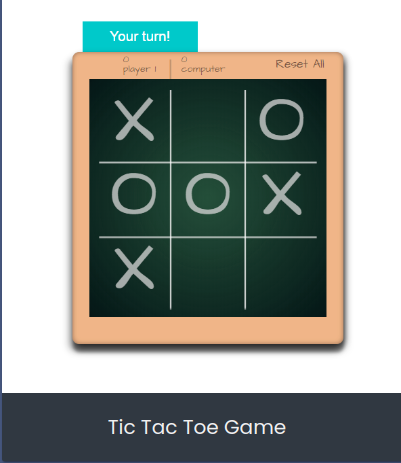 Your turn!
0 0
player 1 computer Reset All
X O
O O X
X
Tic Tac Toe Game